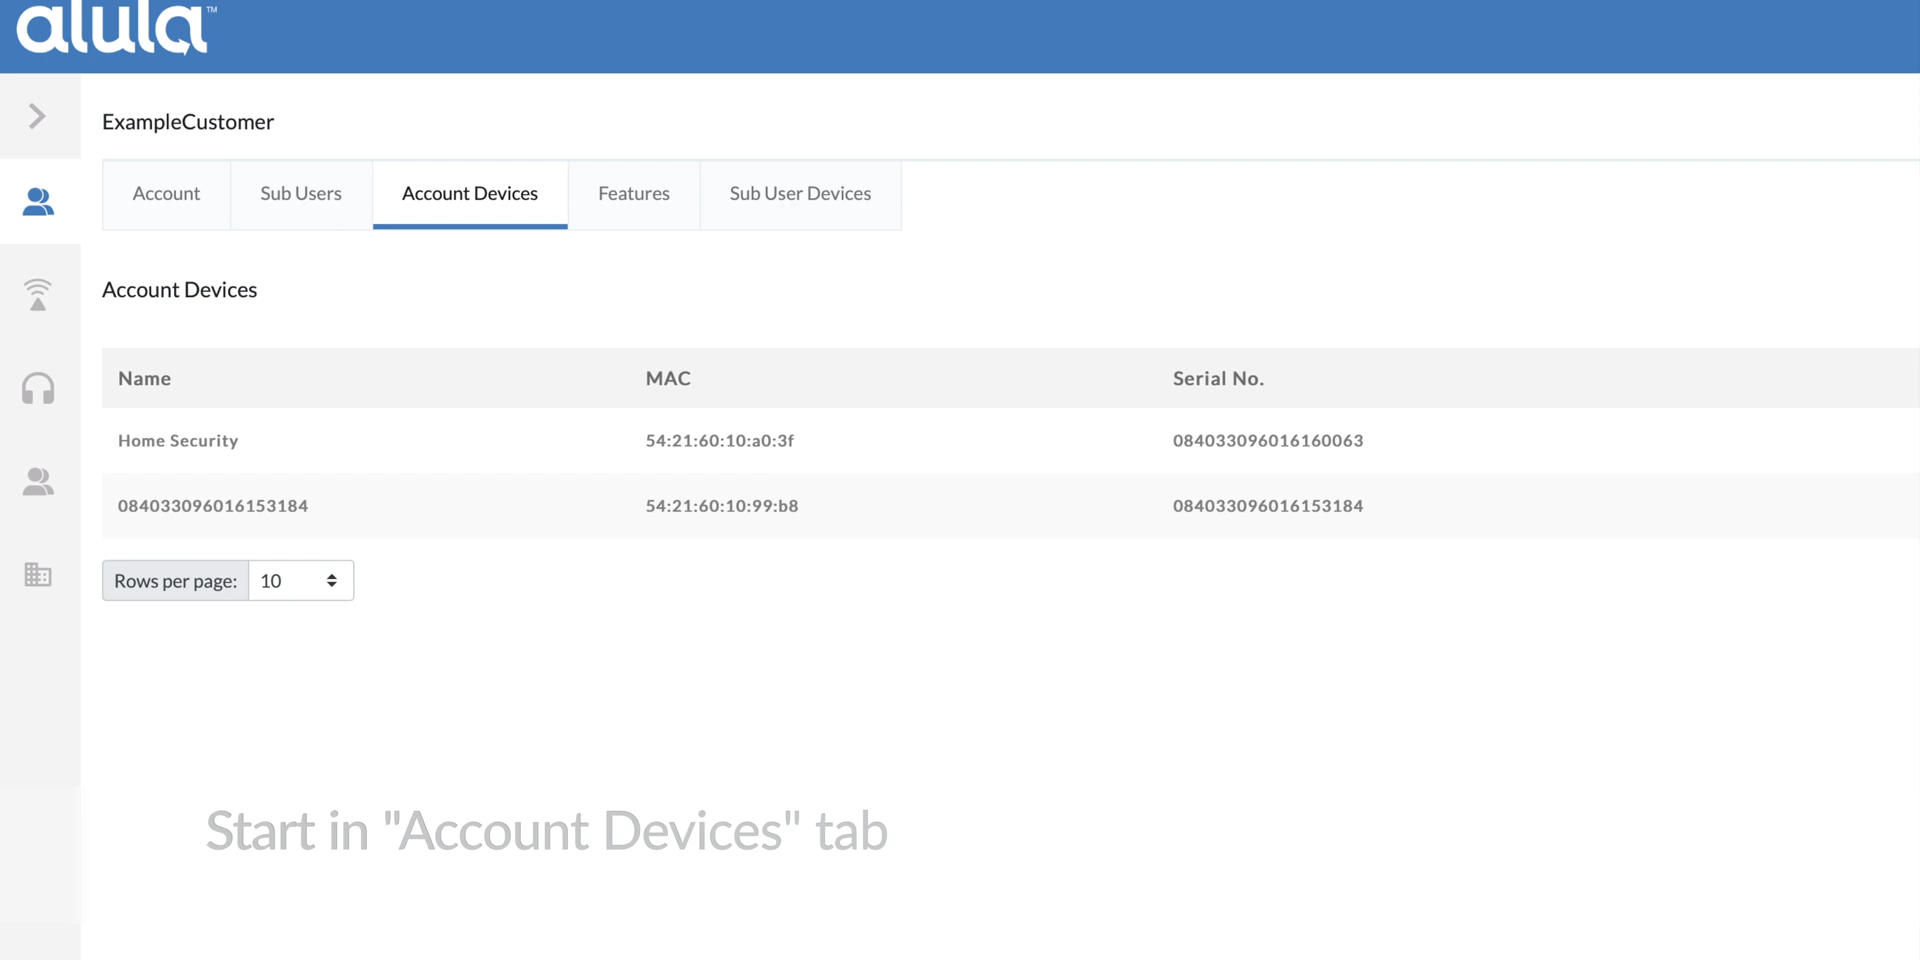 alula™
ExampleCustomer
Account Sub Users Account Devices Features Sub User Devices
Account Devices
Name MAC Serial No.
Home Security 54:21:60:10:a0:3f 084033096016160063
084033096016153184 54:21:60:10:99:b8 084033096016153184
Rows per page: 10
Start in "Account Devices" tab